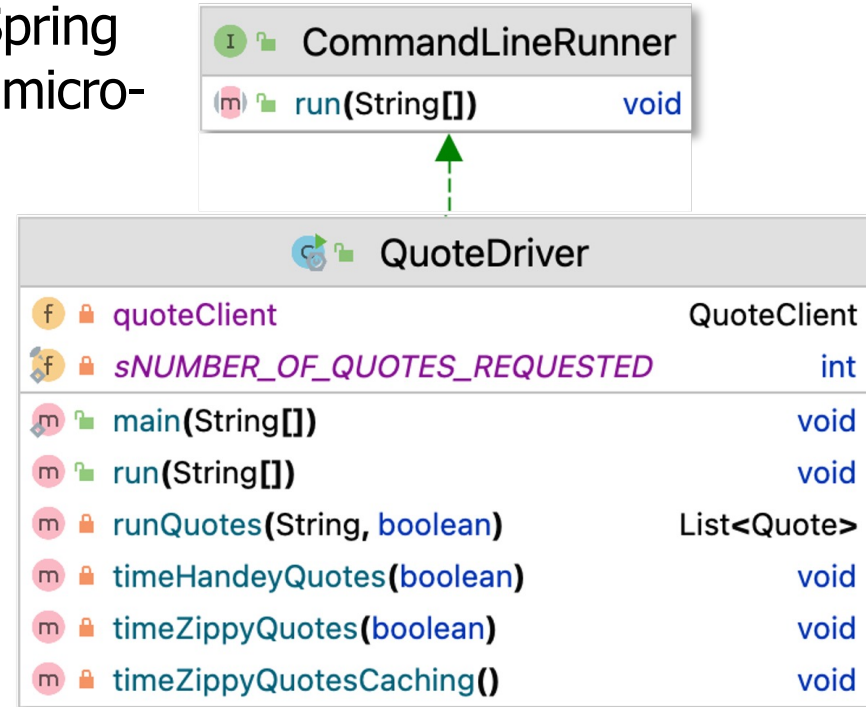 Spring
micro-
I CommandLineRunner
m run(String[]) void
C QuoteDriver
f quoteClient QuoteClient
f sNUMBER_OF_QUOTES_REQUESTED int
m main(String[]) void
m run(String[]) void
m runQuotes(String, boolean) List<Quote>
m timeHandeyQuotes(boolean) void
m timeZippyQuotes(boolean) void
m timeZippyQuotesCaching() void